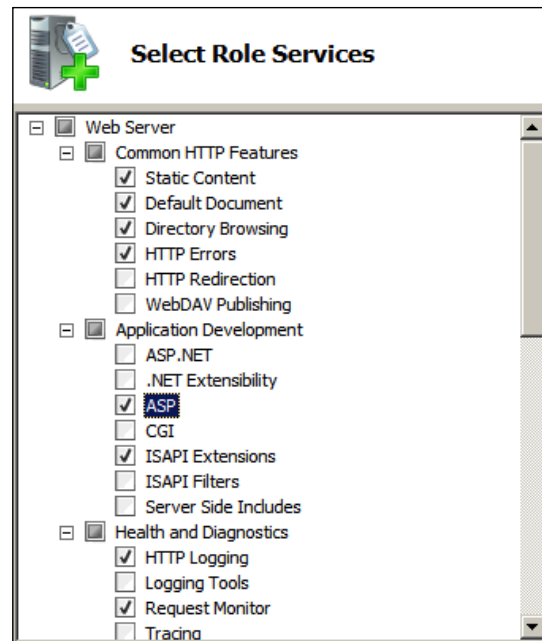 Select Role Services
Web Server
Common HTTP Features
Static Content
Default Document
Directory Browsing
HTTP Errors
HTTP Redirection
WebDAV Publishing
Application Development
ASP.NET
.NET Extensibility
ASP
CGI
ISAPI Extensions
ISAPI Filters
Server Side Includes
Health and Diagnostics
HTTP Logging
Logging Tools
Request Monitor
Tracing